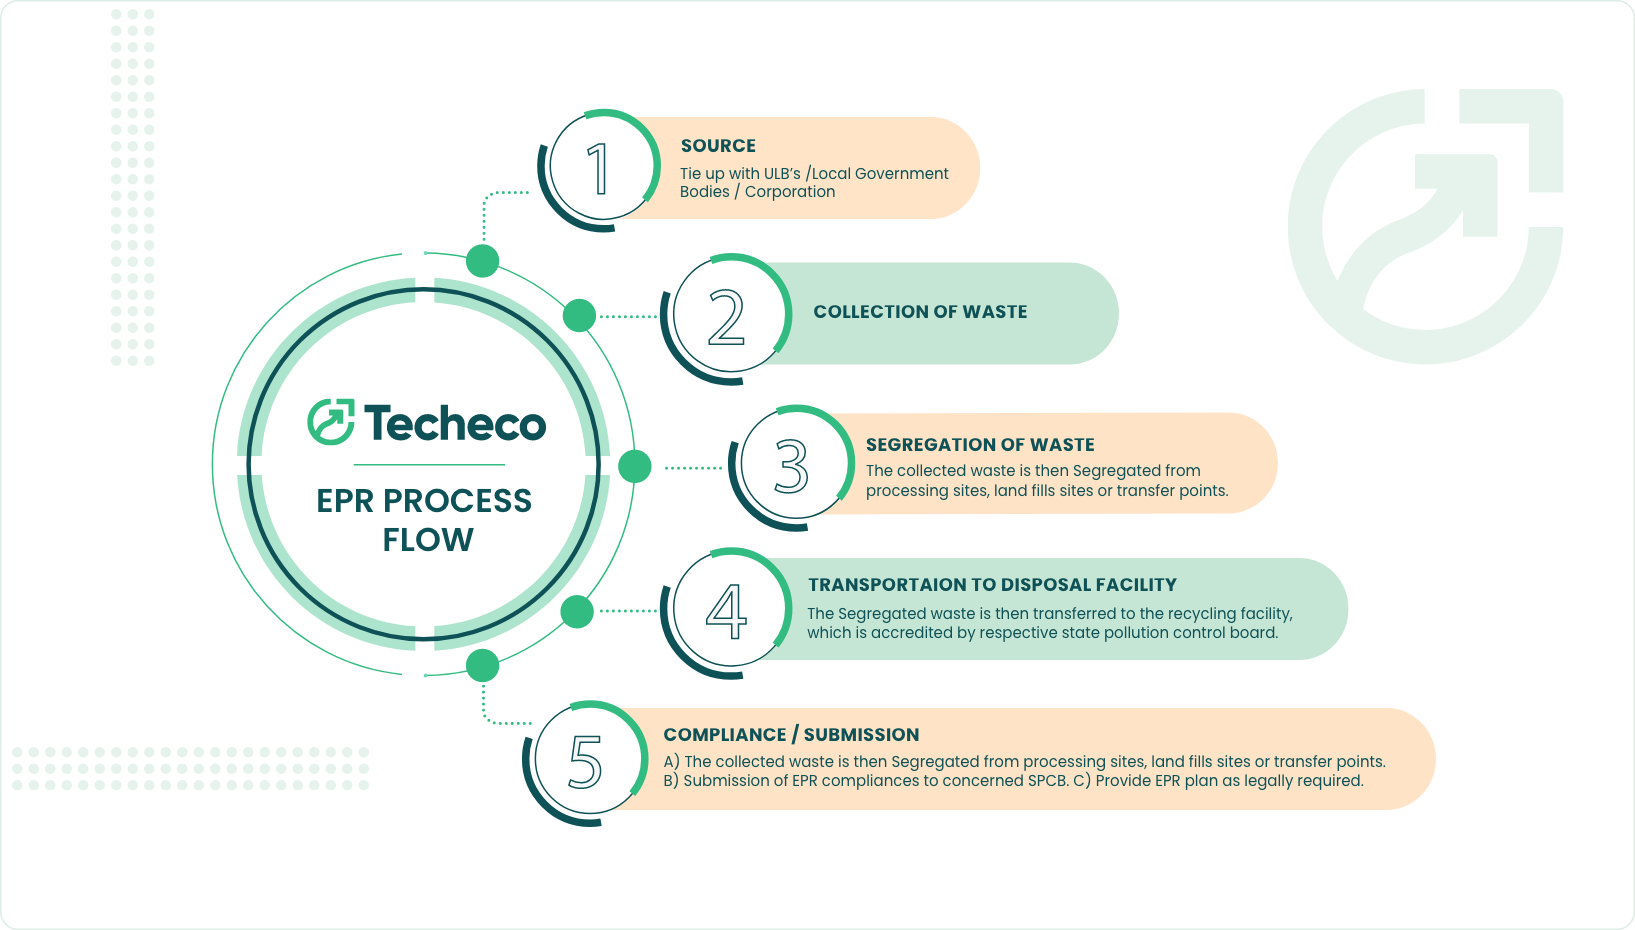 Techeco
EPR PROCESS
FLOW
1
SOURCE
Tie up with ULB’s /Local Government
Bodies / Corporation
2
COLLECTION OF WASTE
3
SEGREGATION OF WASTE
The collected waste is then Segregated from
processing sites, land fills sites or transfer points.
4
TRANSPORTAION TO DISPOSAL FACILITY
The Segregated waste is then transferred to the recycling facility,
which is accredited by respective state pollution control board.
5
COMPLIANCE / SUBMISSION
A) The collected waste is then Segregated from processing sites, land fills sites or transfer points.
B) Submission of EPR compliances to concerned SPCB. C) Provide EPR plan as legally required.